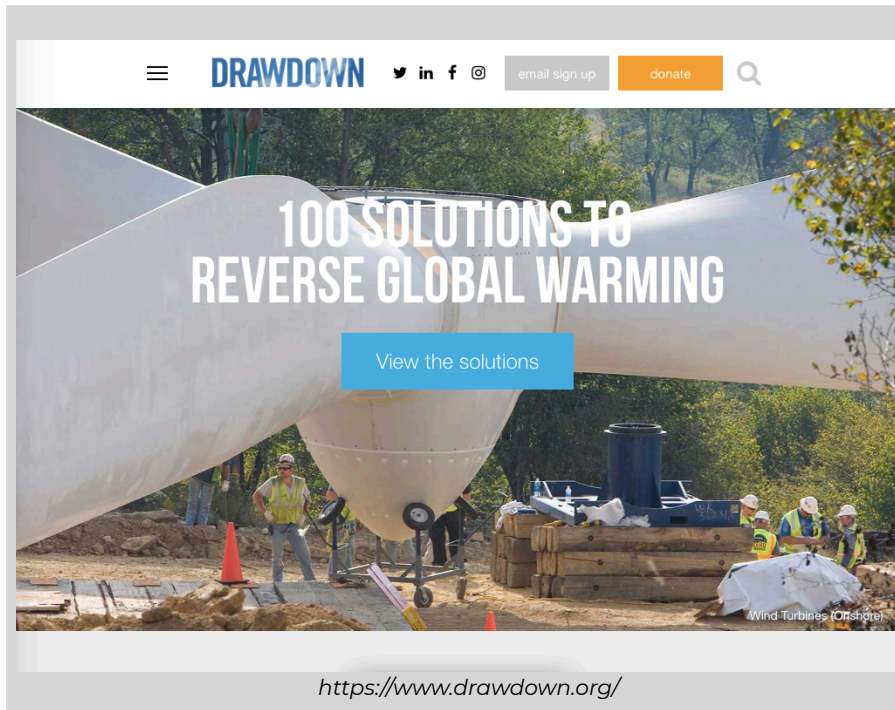 DRAWDOWN
email sign up
donate
100 SOLUTIONS TO
REVERSE GLOBAL WARMING
View the solutions
Wind Turbines (Onshore)
https://www.drawdown.org/